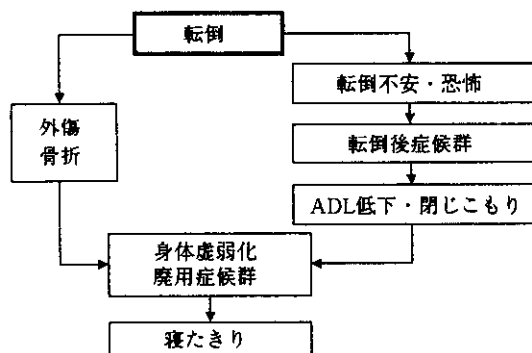 転倒
転倒不安・恐怖
外傷
骨折
転倒後症候群
ADL低下・閉じこもり
身体虚弱化
廃用症候群
寝たきり